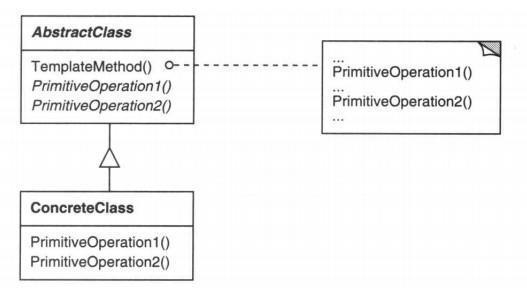 AbstractClass
TemplateMethod()
PrimitiveOperation1()
PrimitiveOperation2()
...
PrimitiveOperation1()
...
PrimitiveOperation2()
...
ConcreteClass
PrimitiveOperation1()
PrimitiveOperation2()